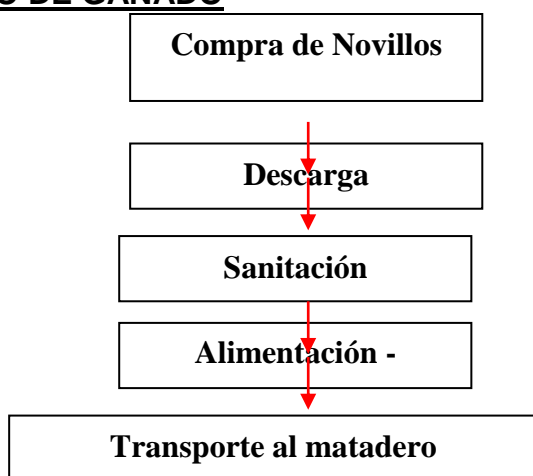 DE GANADO
Compra de Novillos
Descarga
Sanitación
Alimentación -
Transporte al matadero